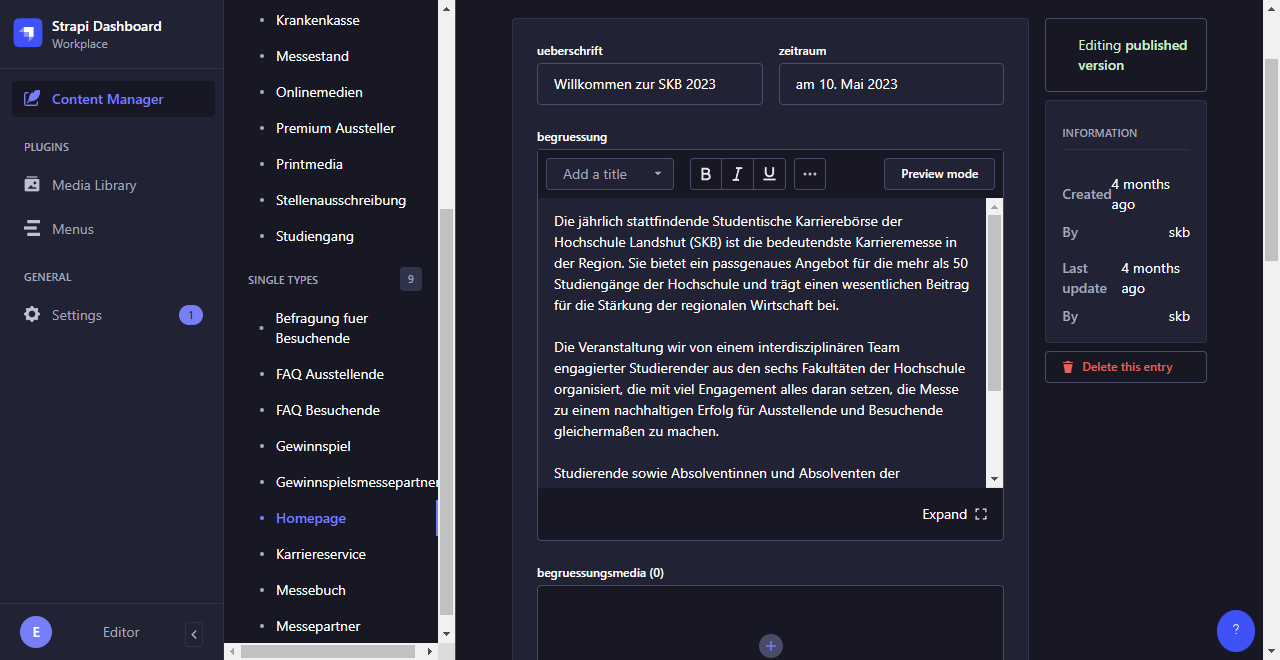 Strapi Dashboard
Workplace
Content Manager
PLUGINS
Media Library
Menus
GENERAL
Settings
1
E
Editor
Krankenkasse
Messestand
Onlinemedien
Premium Aussteller
Printmedia
Stellenausschreibung
Studiengang
SINGLE TYPES
9
Befragung fuer
Besuchende
FAQ Ausstellende
FAQ Besuchende
Gewinnspiel
Gewinnspielsmessepartner
Homepage
Karriereservice
Messebuch
Messepartner
ueberschrift
Willkommen zur SKB 2023
zeitraum
am 10. Mai 2023
begruessung
Add a title
B I U
Preview mode
Die jährlich stattfindende Studentische Karrierebörse der
Hochschule Landshut (SKB) ist die bedeutendste Karrieremesse in
der Region. Sie bietet ein passgenaues Angebot für die mehr als 50
Studiengänge der Hochschule und trägt einen wesentlichen Beitrag
für die Stärkung der regionalen Wirtschaft bei.
Die Veranstaltung wir von einem interdisziplinären Team
engagierter Studierender aus den sechs Fakultäten der Hochschule
organisiert, die mit viel Engagement alles daran setzen, die Messe
zu einem nachhaltigen Erfolg für Ausstellende und Besuchende
gleichermaßen zu machen.
Studierende sowie Absolventinnen und Absolventen der
Expand
begruessungsmedia (0)
Editing published
version
INFORMATION
Created 4 months
ago
By skb
Last 4 months
update ago
By skb
Delete this entry
?